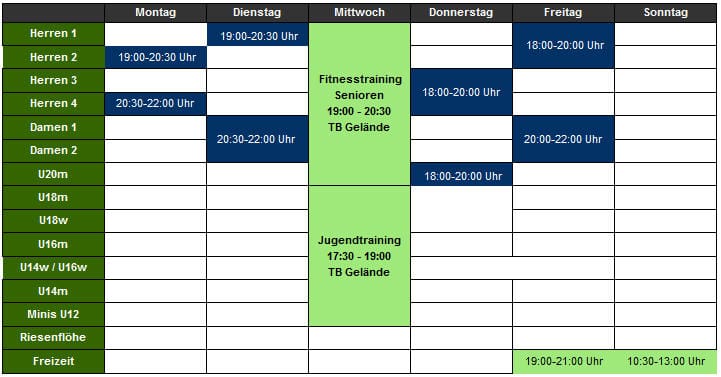 Montag Dienstag Mittwoch Donnerstag Freitag Sonntag
Herren 1 19:00-20:30 Uhr
18:00-20:00 Uhr
Herren 2 19:00-20:30 Uhr
Herren 3
Fitnesstraining
Senioren
19:00 - 20:30
TB Gelände
18:00-20:00 Uhr
Herren 4 20:30-22:00 Uhr
Damen 1
20:30-22:00 Uhr 20:00-22:00 Uhr
Damen 2
U20m 18:00-20:00 Uhr
U18m
U18w
U16m
Jugendtraining
17:30 - 19:00
TB Gelände
U14w / U16w
U14m
Minis U12
Riesenflöhe
Freizeit 19:00-21:00 Uhr 10:30-13:00 Uhr